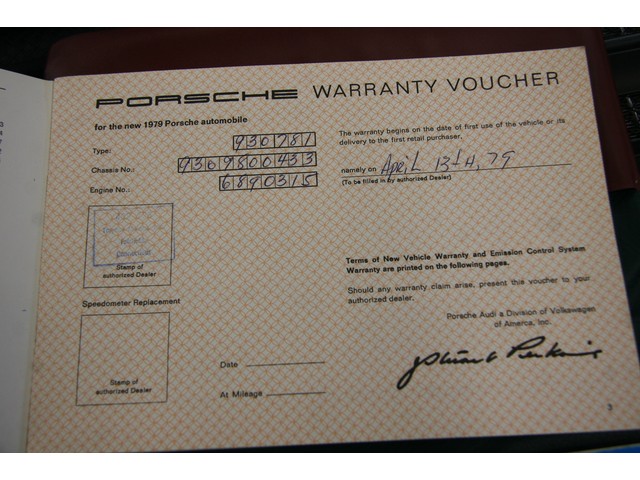 PORSCHE WARRANTY VOUCHER
for the new 1979 Porsche automobile
Type: 930781
Chassis No.: 9309800433
Engine No.: 6890315
Stamp of
authorized Dealer
Speedometer Replacement
Stamp of
authorized Dealer
Date
At Mileage
The warranty begins on the date of first use of the vehicle or its
delivery to the first retail purchaser,
namely on April 13th, 79
(To be filled in by authorized Dealer)
Terms of New Vehicle Warranty and Emission Control System
Warranty are printed on the following pages.
Should any warranty claim arise, present this voucher to your
authorized dealer.
Porsche Audi a Division of Volkswagen
of America, Inc.
3